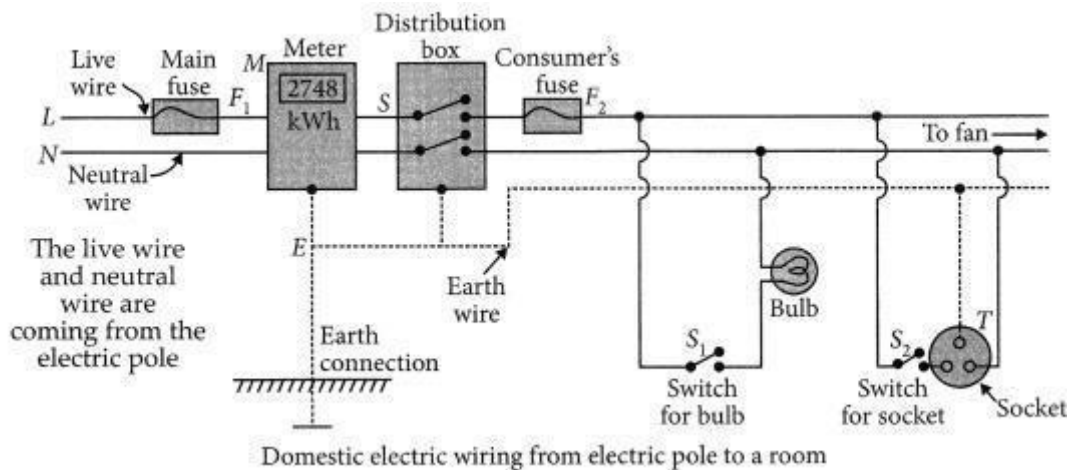 Distribution
box
Meter
Consumer's
fuse
Live
wire
Main
fuse
M
2748
kWh
F₁
S
F₂
L
N
To fan
Neutral
wire
E
Earth
wire
The live wire
and neutral
wire are
coming from the
electric pole
Earth
connection
Bulb
S₁
Switch
for bulb
S₂
T
Switch
for socket
Socket
Domestic electric wiring from electric pole to a room